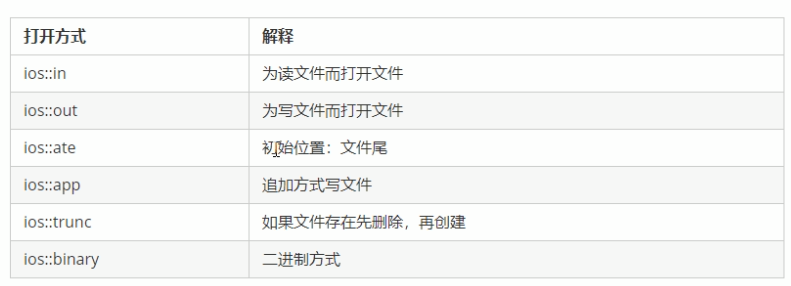 打开方式 解释
ios::in 为读文件而打开文件
ios::out 为写文件而打开文件
ios::ate 初始位置：文件尾
ios::app 追加方式写文件
ios::trunc 如果文件存在先删除，再创建
ios::binary 二进制方式